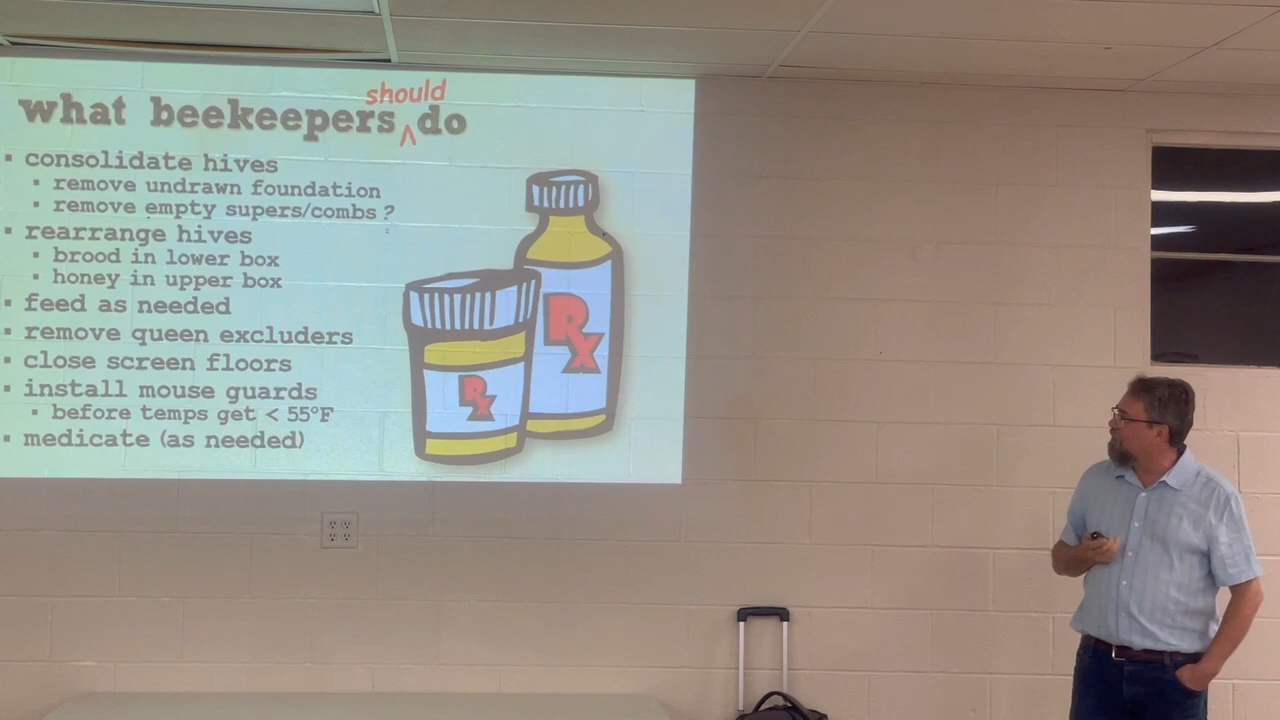 should
what beekeepers ^ do
▪ consolidate hives
▪ remove undrawn foundation
▪ remove empty supers/combs ?
▪ rearrange hives
▪ brood in lower box
▪ honey in upper box
▪ feed as needed
▪ remove queen excluders
▪ close screen floors
▪ install mouse guards
▪ before temps get < 55°F
▪ medicate (as needed)
Rx
Rx